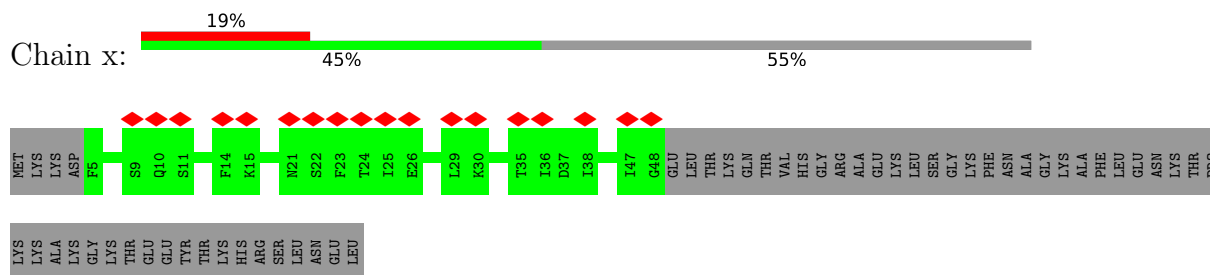 19%
Chain x:
45% 55%
MET LYS LYS ASP F5 S9 Q10 S11 F14 K15 N21 S22 F23 T24 I25 E26 L29 K30 T35 I36 D37 I38 I47 G48 GLU LEU THR LYS GLN THR VAL HIS GLY ARG ALA GLU LYS LEU SER GLY LYS PHE ASN ALA GLY LYS ALA PHE LEU GLU ASN LYS THR
LYS LYS ALA LYS GLY LYS THR GLU GLU TYR THR LYS HIS ARG SER LEU ASN GLU LEU